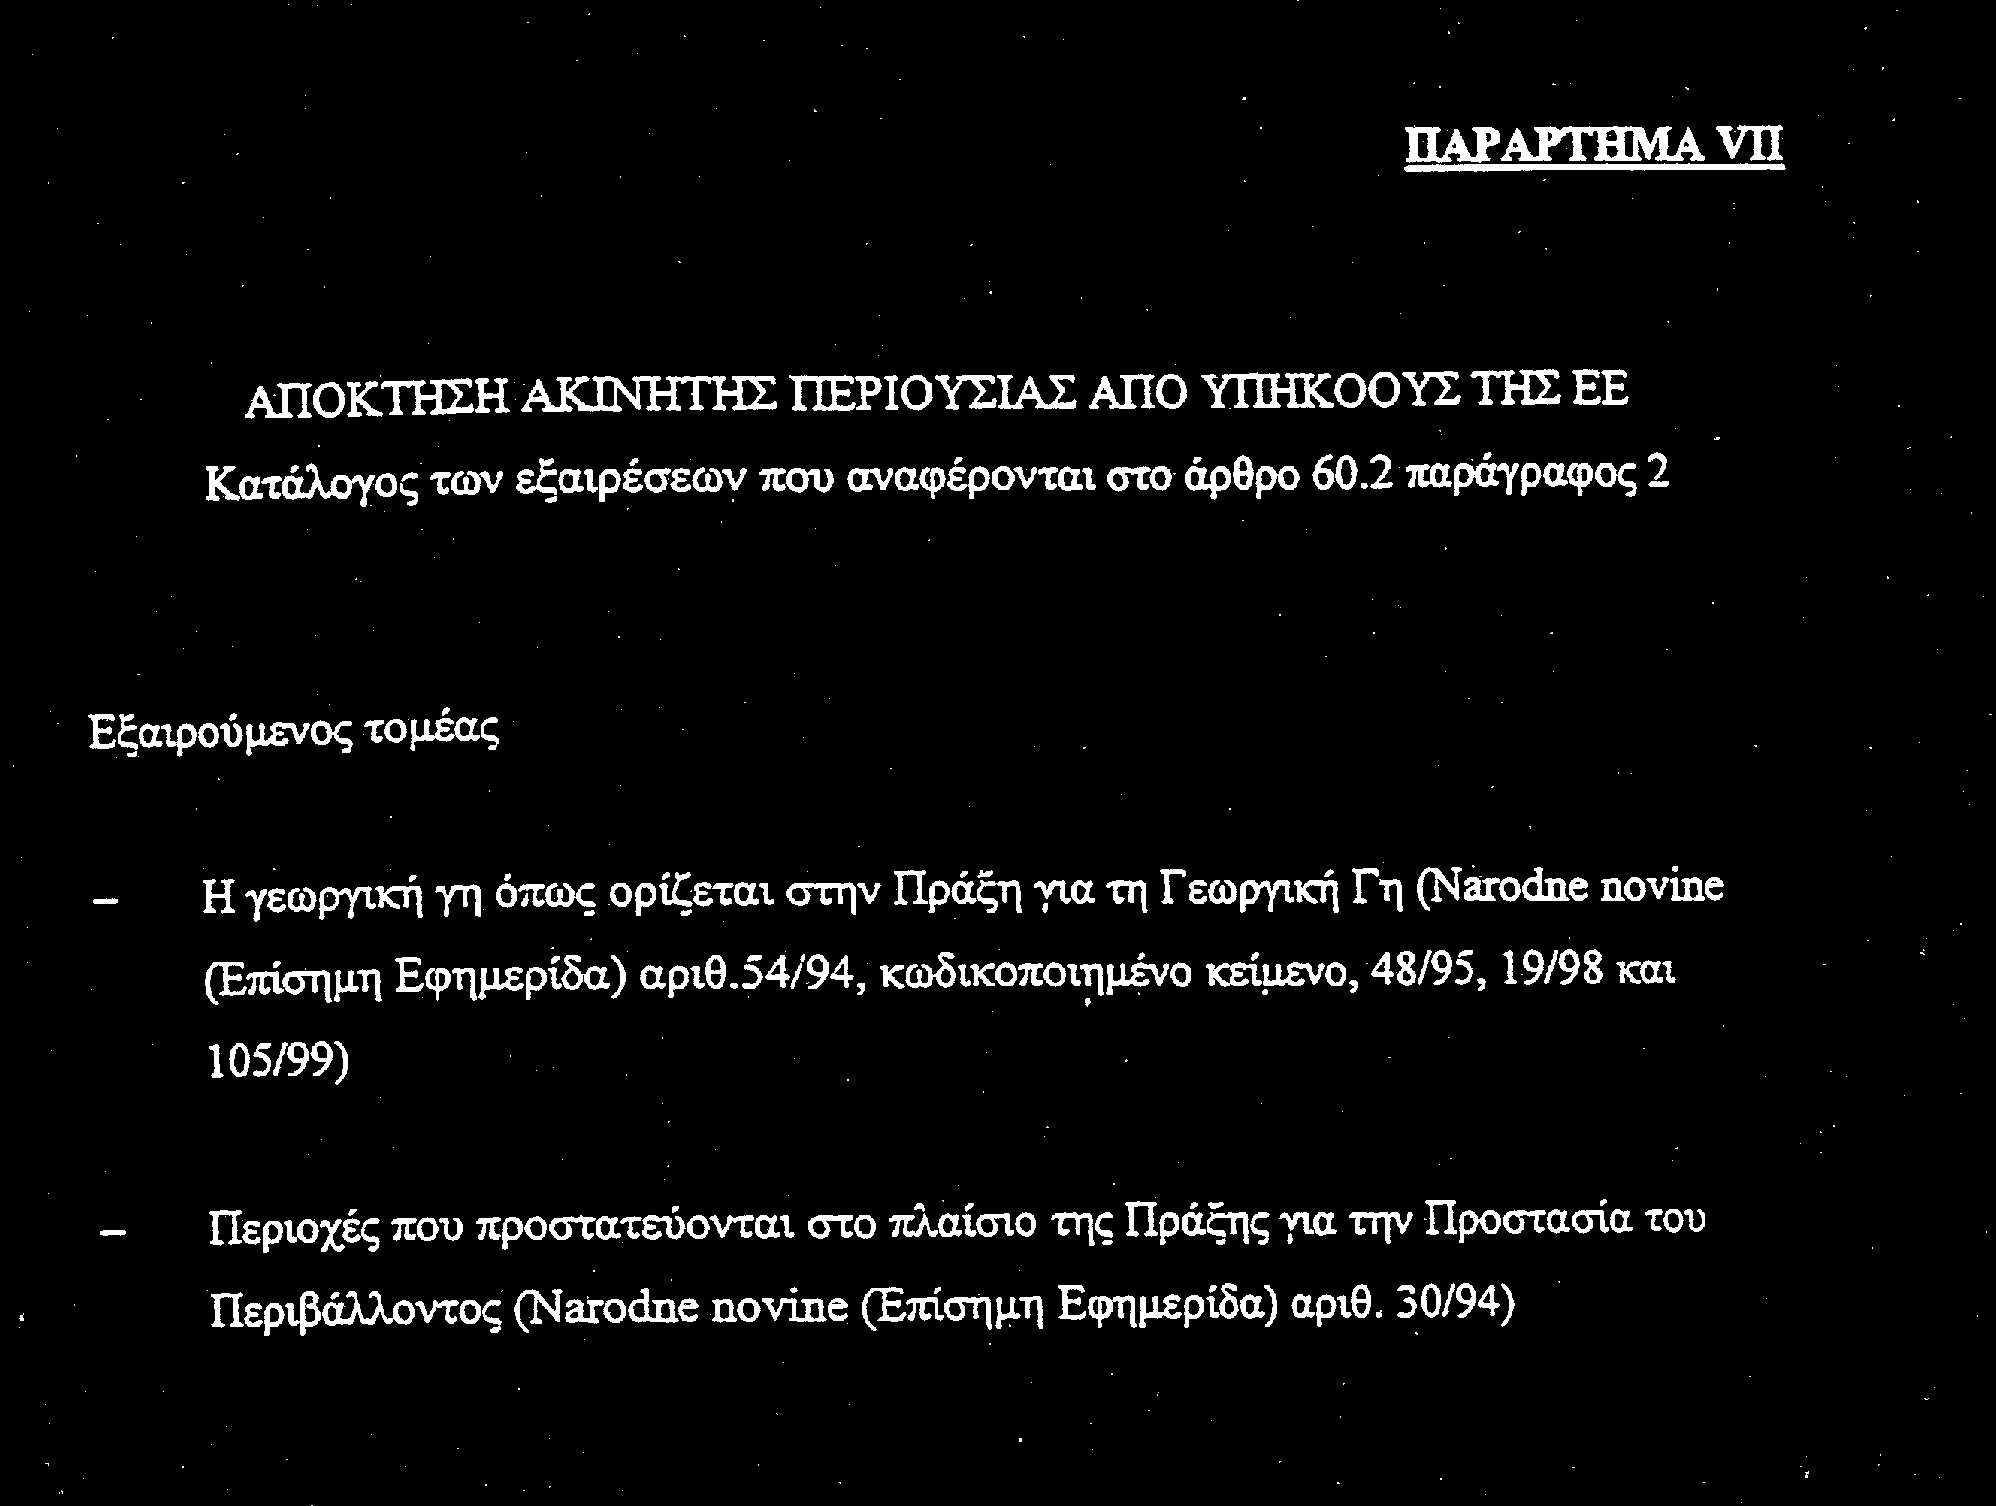 ΠΑΡΑΡΤΗΜΑ VII
ΑΠΟΚΤΗΣΗ ΑΚΙΝΗΤΗΣ ΠΕΡΙΟΥΣΙΑΣ ΑΠΟ ΥΠΗΚΟΟΥΣ ΤΗΣ ΕΕ
Κατάλογος των εξαιρέσεων που αναφέρονται στο άρθρο 60.2 παράγραφος 2
Εξαιρούμενος τομέας
– Η γεωργική γη όπως ορίζεται στην Πράξη για τη Γεωργική Γη (Narodne novine
(Επίσημη Εφημερίδα) αριθ.54/94, κωδικοποιημένο κείμενο, 48/95, 19/98 και
105/99)
– Περιοχές που προστατεύονται στο πλαίσιο της Πράξης για την Προστασία του
Περιβάλλοντος (Narodne novine (Επίσημη Εφημερίδα) αριθ. 30/94)